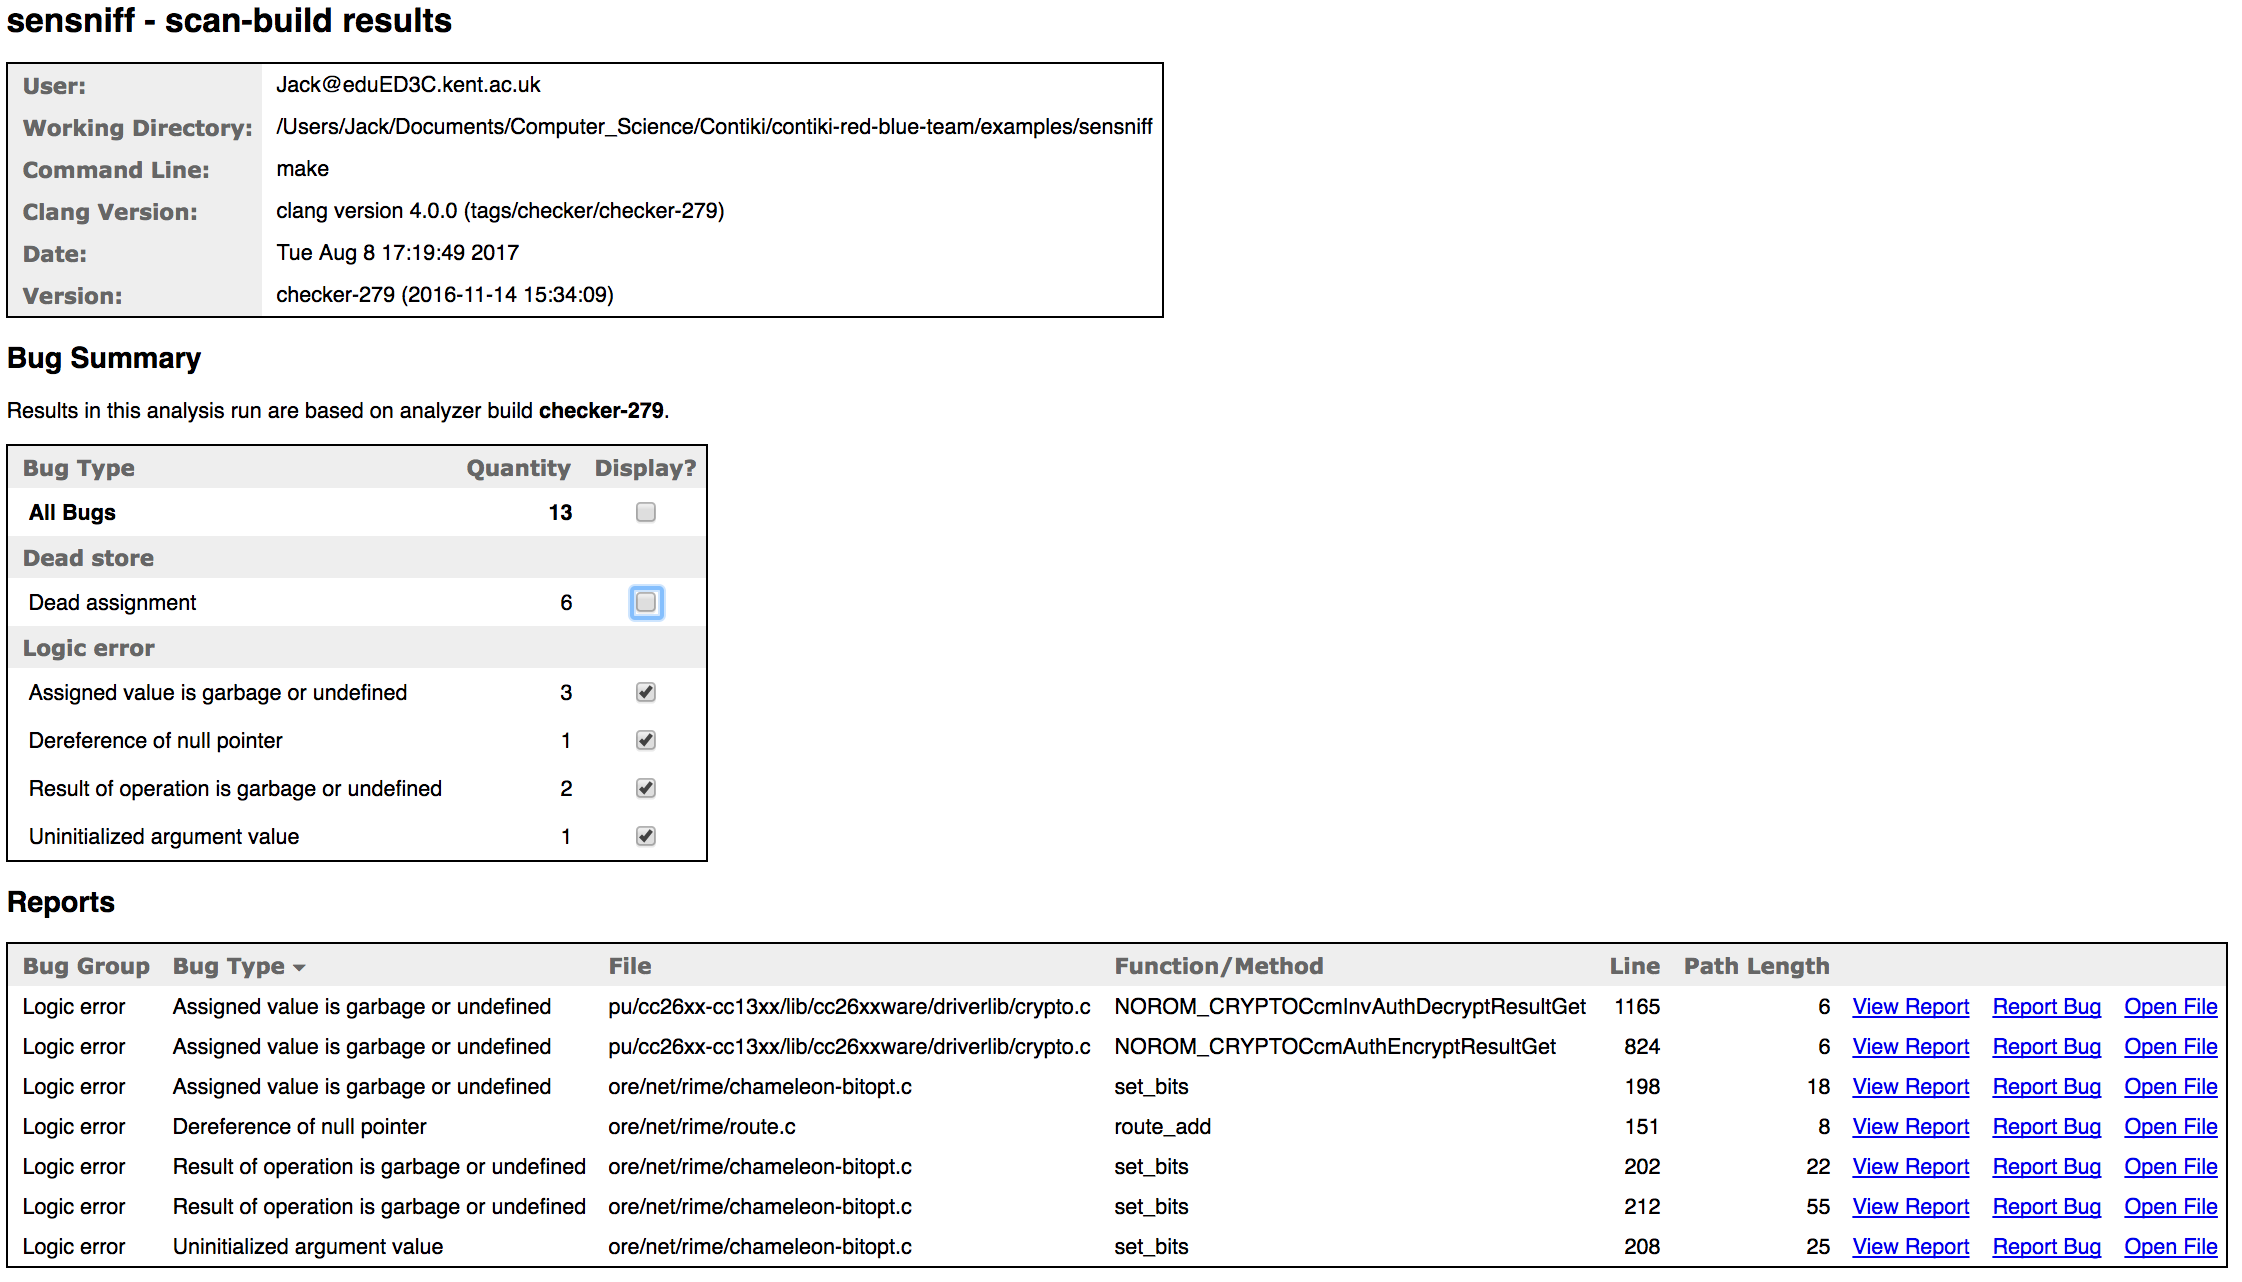 sensniff - scan-build results
User: Jack@eduED3C.kent.ac.uk
Working Directory: /Users/Jack/Documents/Computer_Science/Contiki/contiki-red-blue-team/examples/sensniff
Command Line: make
Clang Version: clang version 4.0.0 (tags/checker/checker-279)
Date: Tue Aug 8 17:19:49 2017
Version: checker-279 (2016-11-14 15:34:09)
Bug Summary
Results in this analysis run are based on analyzer build checker-279.
Bug Type Quantity Display?
All Bugs 13
Dead store
Dead assignment 6
Logic error
Assigned value is garbage or undefined 3
Dereference of null pointer 1
Result of operation is garbage or undefined 2
Uninitialized argument value 1
Reports
Bug Group Bug Type File Function/Method Line Path Length
Logic error Assigned value is garbage or undefined pu/cc26xx-cc13xx/lib/cc26xxware/driverlib/crypto.c NOROM_CRYPTOCcmInvAuthDecryptResultGet 1165 6 View Report Report Bug Open File
Logic error Assigned value is garbage or undefined pu/cc26xx-cc13xx/lib/cc26xxware/driverlib/crypto.c NOROM_CRYPTOCcmAuthEncryptResultGet 824 6 View Report Report Bug Open File
Logic error Assigned value is garbage or undefined ore/net/rime/chameleon-bitopt.c set_bits 198 18 View Report Report Bug Open File
Logic error Dereference of null pointer ore/net/rime/route.c route_add 151 8 View Report Report Bug Open File
Logic error Result of operation is garbage or undefined ore/net/rime/chameleon-bitopt.c set_bits 202 22 View Report Report Bug Open File
Logic error Result of operation is garbage or undefined ore/net/rime/chameleon-bitopt.c set_bits 212 55 View Report Report Bug Open File
Logic error Uninitialized argument value ore/net/rime/chameleon-bitopt.c set_bits 208 25 View Report Report Bug Open File